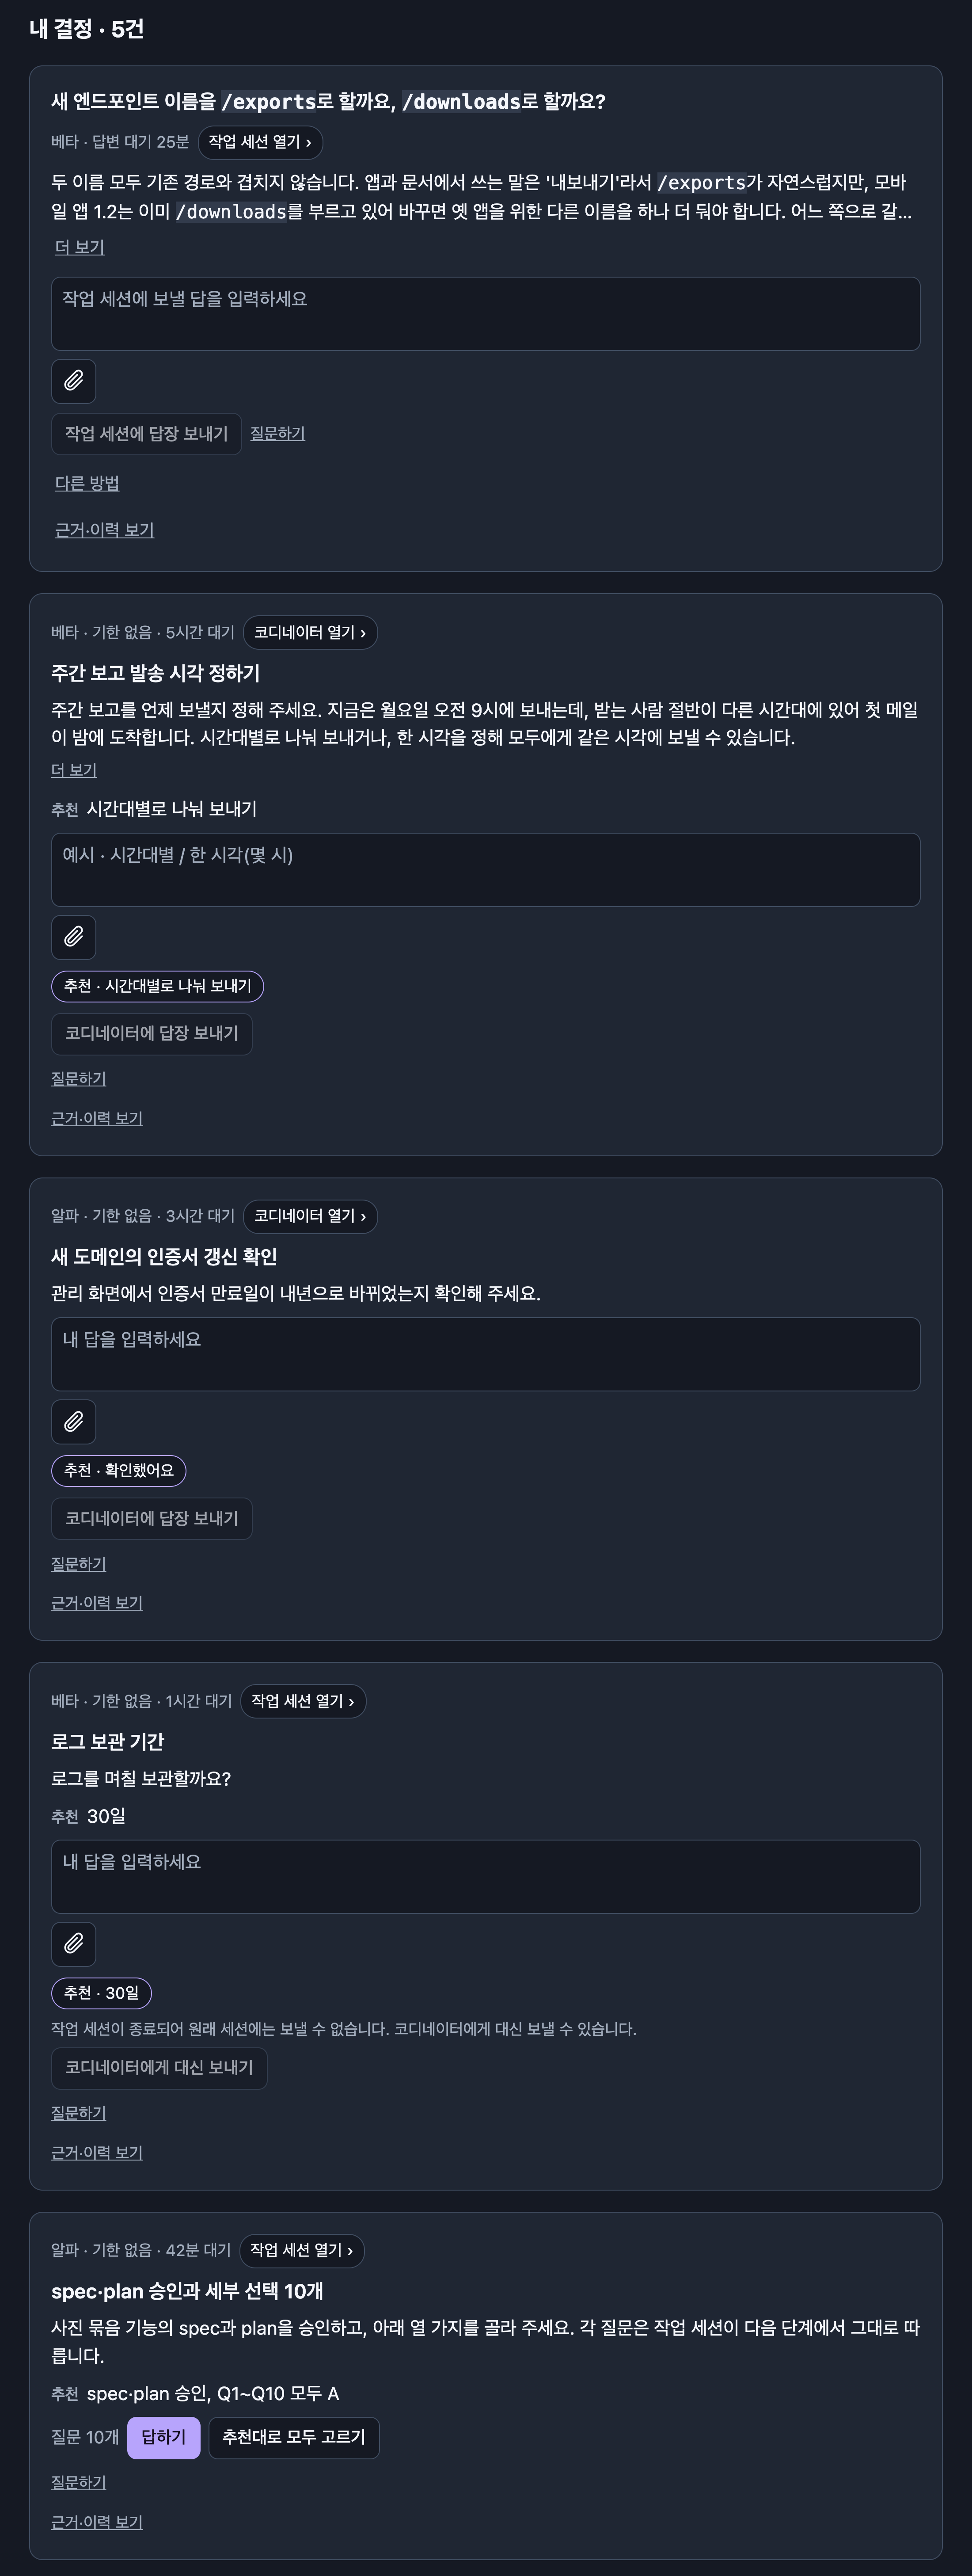 내 결정 · 5건
새 엔드포인트 이름을 /exports로 할까요, /downloads로 할까요?
베타 · 답변 대기 25분 작업 세션 열기 ›
두 이름 모두 기존 경로와 겹치지 않습니다. 앱과 문서에서 쓰는 말은 '내보내기'라서 /exports가 자연스럽지만, 모바
일 앱 1.2는 이미 /downloads를 부르고 있어 바꾸면 옛 앱을 위한 다른 이름을 하나 더 둬야 합니다. 어느 쪽으로 갈...
더 보기
작업 세션에 보낼 답을 입력하세요
작업 세션에 답장 보내기 질문하기
다른 방법
근거·이력 보기
베타 · 기한 없음 · 5시간 대기 코디네이터 열기 ›
주간 보고 발송 시각 정하기
주간 보고를 언제 보낼지 정해 주세요. 지금은 월요일 오전 9시에 보내는데, 받는 사람 절반이 다른 시간대에 있어 첫 메일
이 밤에 도착합니다. 시간대별로 나눠 보내거나, 한 시각을 정해 모두에게 같은 시각에 보낼 수 있습니다.
더 보기
추천 시간대별로 나눠 보내기
예시 · 시간대별 / 한 시각(몇 시)
추천 · 시간대별로 나눠 보내기
코디네이터에 답장 보내기
질문하기
근거·이력 보기
알파 · 기한 없음 · 3시간 대기 코디네이터 열기 ›
새 도메인의 인증서 갱신 확인
관리 화면에서 인증서 만료일이 내년으로 바뀌었는지 확인해 주세요.
내 답을 입력하세요
추천 · 확인했어요
코디네이터에 답장 보내기
질문하기
근거·이력 보기
베타 · 기한 없음 · 1시간 대기 작업 세션 열기 ›
로그 보관 기간
로그를 며칠 보관할까요?
추천 30일
내 답을 입력하세요
추천 · 30일
작업 세션이 종료되어 원래 세션에는 보낼 수 없습니다. 코디네이터에게 대신 보낼 수 있습니다.
코디네이터에게 대신 보내기
질문하기
근거·이력 보기
알파 · 기한 없음 · 42분 대기 작업 세션 열기 ›
spec·plan 승인과 세부 선택 10개
사진 묶음 기능의 spec과 plan을 승인하고, 아래 열 가지를 골라 주세요. 각 질문은 작업 세션이 다음 단계에서 그대로 따
릅니다.
추천 spec·plan 승인, Q1~Q10 모두 A
질문 10개 답하기 추천대로 모두 고르기
질문하기
근거·이력 보기